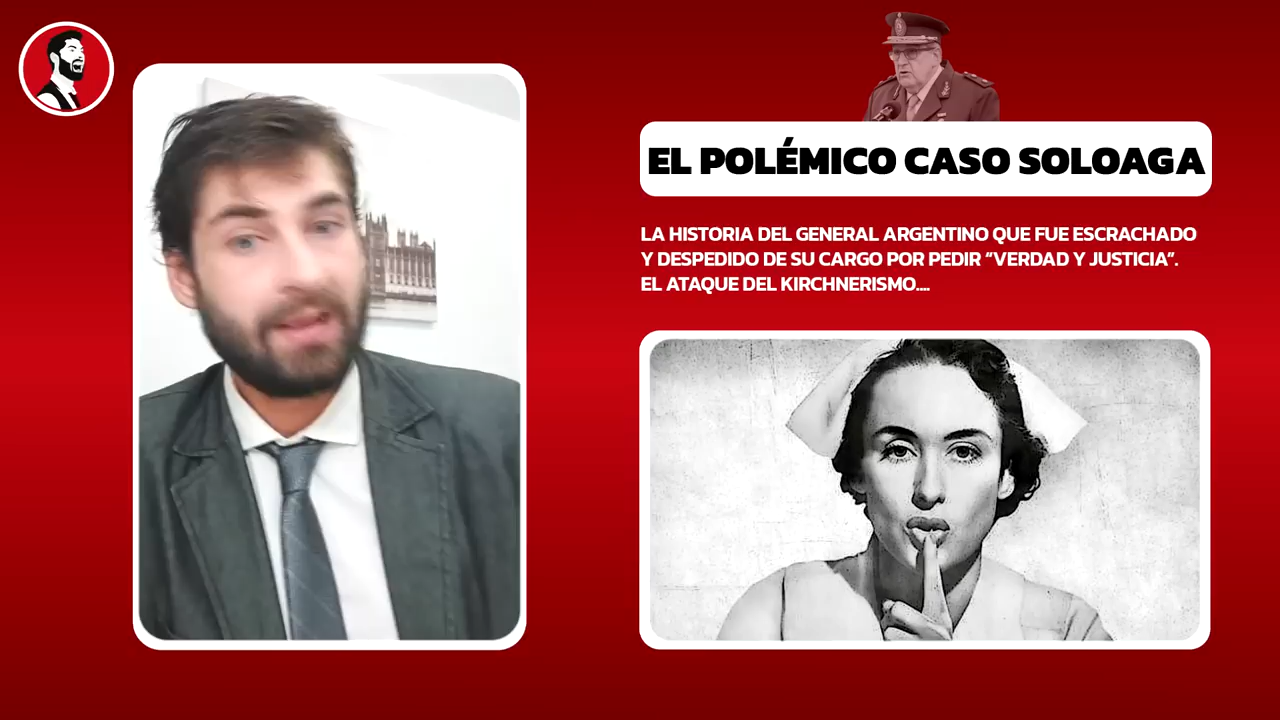 EL POLÉMICO CASO SOLOAGA
LA HISTORIA DEL GENERAL ARGENTINO QUE FUE ESCRACHADO
Y DESPEDIDO DE SU CARGO POR PEDIR “VERDAD Y JUSTICIA”.
EL ATAQUE DEL KIRCHNERISMO....